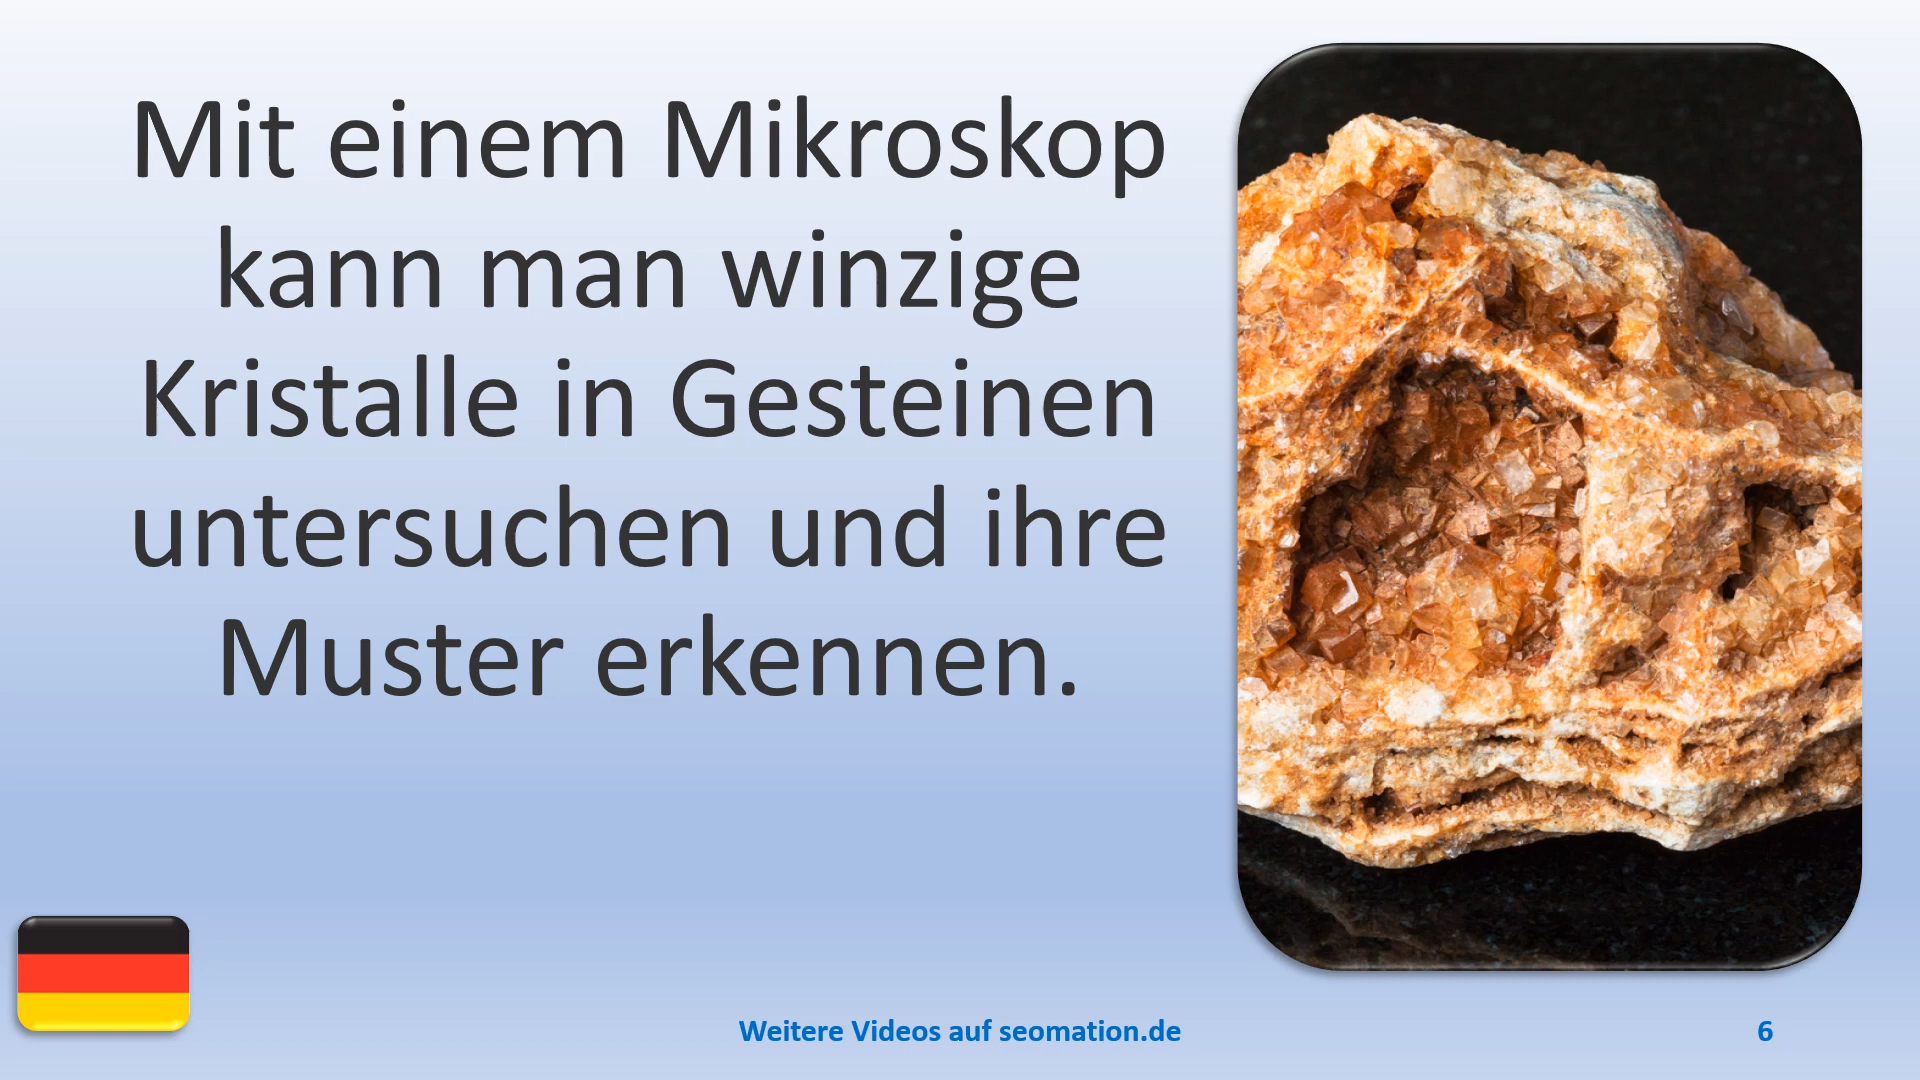 Mit einem Mikroskop
kann man winzige
Kristalle in Gesteinen
untersuchen und ihre
Muster erkennen.
Weitere Videos auf seomation.de
6